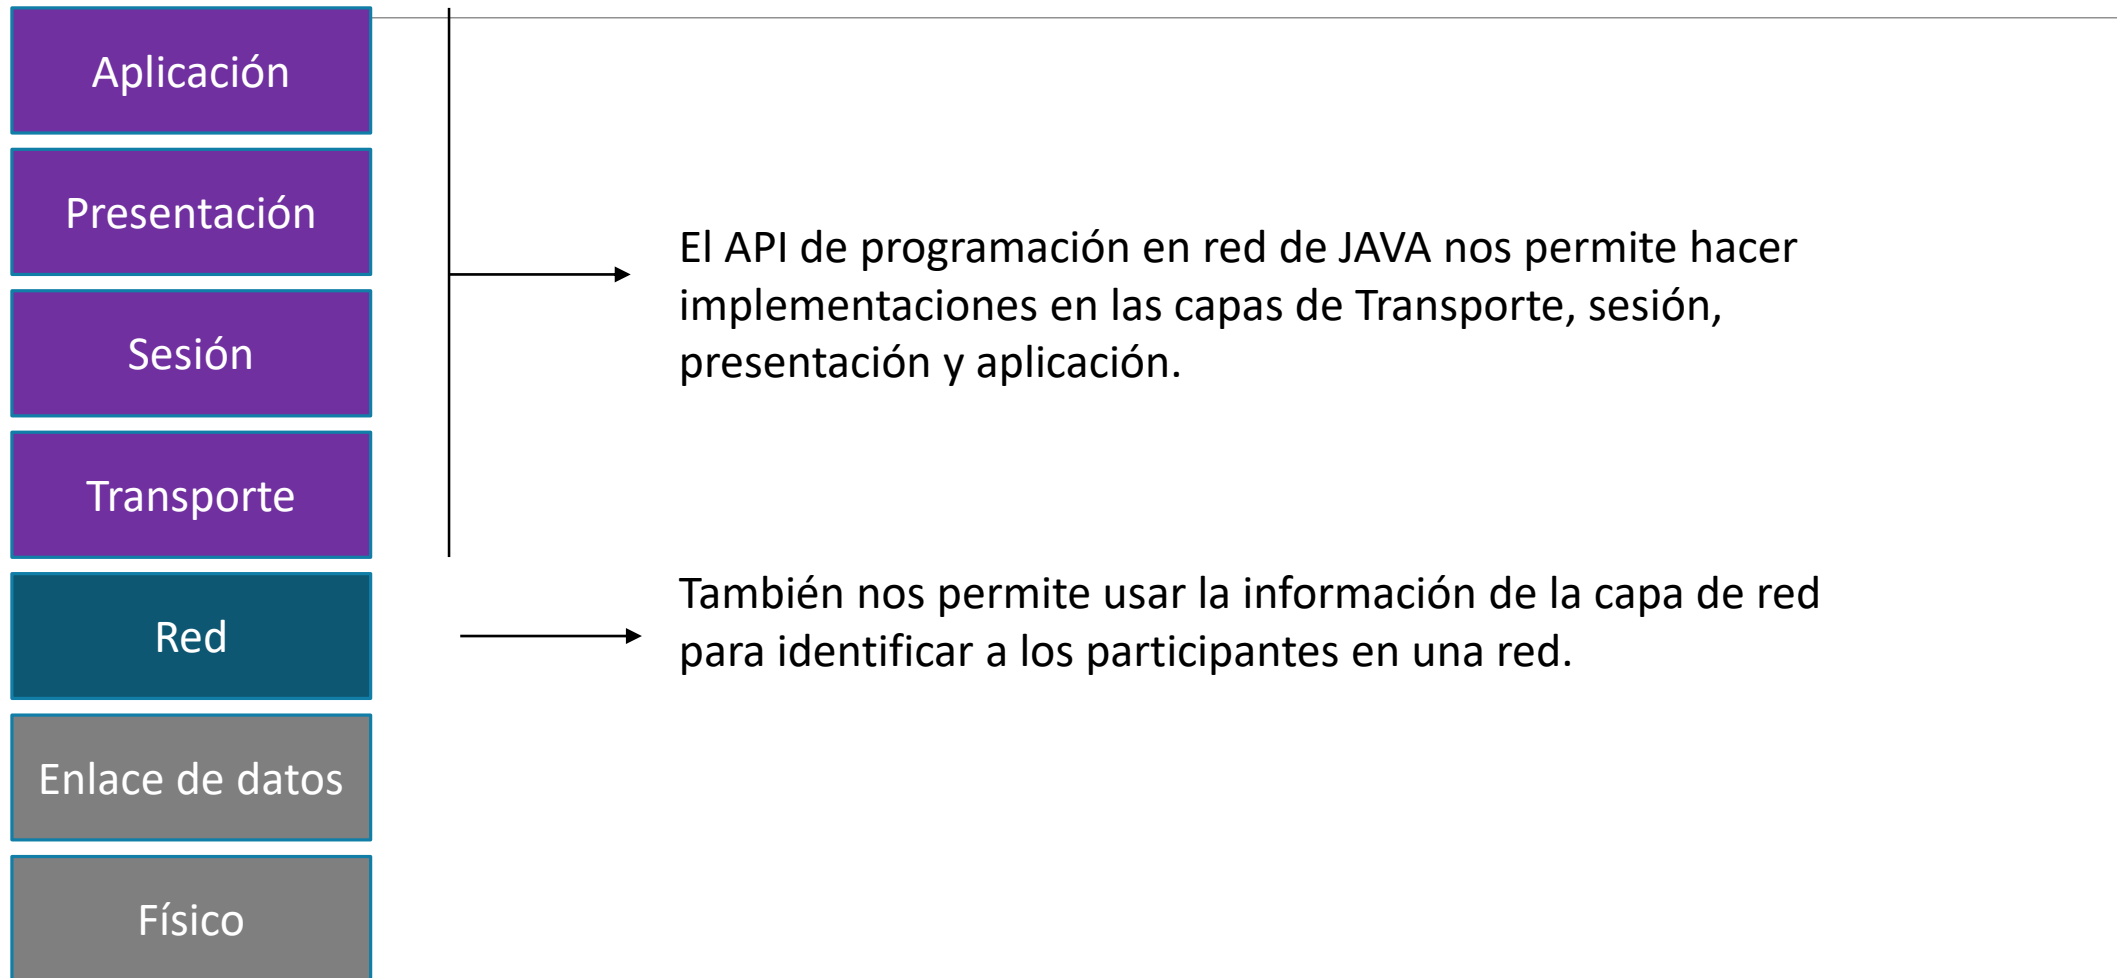 Aplicación
Presentación
Sesión
Transporte
Red
Enlace de datos
Físico
El API de programación en red de JAVA nos permite hacer
implementaciones en las capas de Transporte, sesión,
presentación y aplicación.
También nos permite usar la información de la capa de red
para identificar a los participantes en una red.